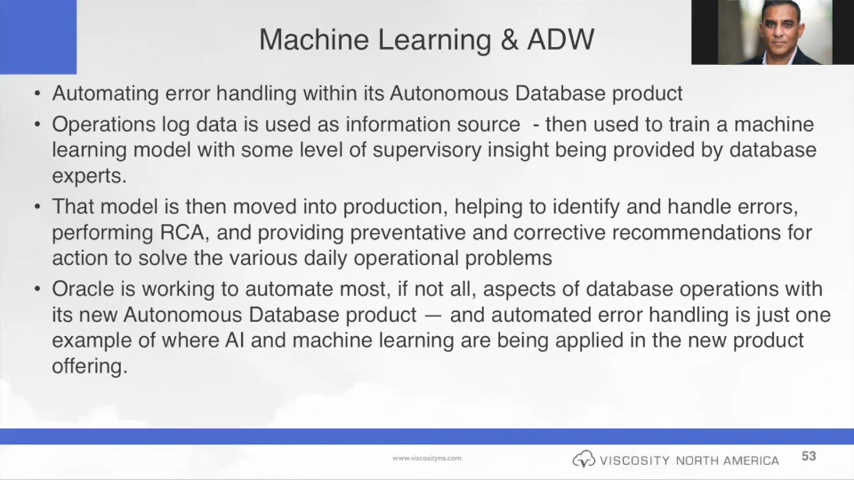 Machine Learning & ADW
• Automating error handling within its Autonomous Database product
• Operations log data is used as information source - then used to train a machine
learning model with some level of supervisory insight being provided by database
experts.
• That model is then moved into production, helping to identify and handle errors,
performing RCA, and providing preventative and corrective recommendations for
action to solve the various daily operational problems
• Oracle is working to automate most, if not all, aspects of database operations with
its new Autonomous Database product — and automated error handling is just one
example of where AI and machine learning are being applied in the new product
offering.
www.viscosityna.com
VISCOSITY NORTH AMERICA
53